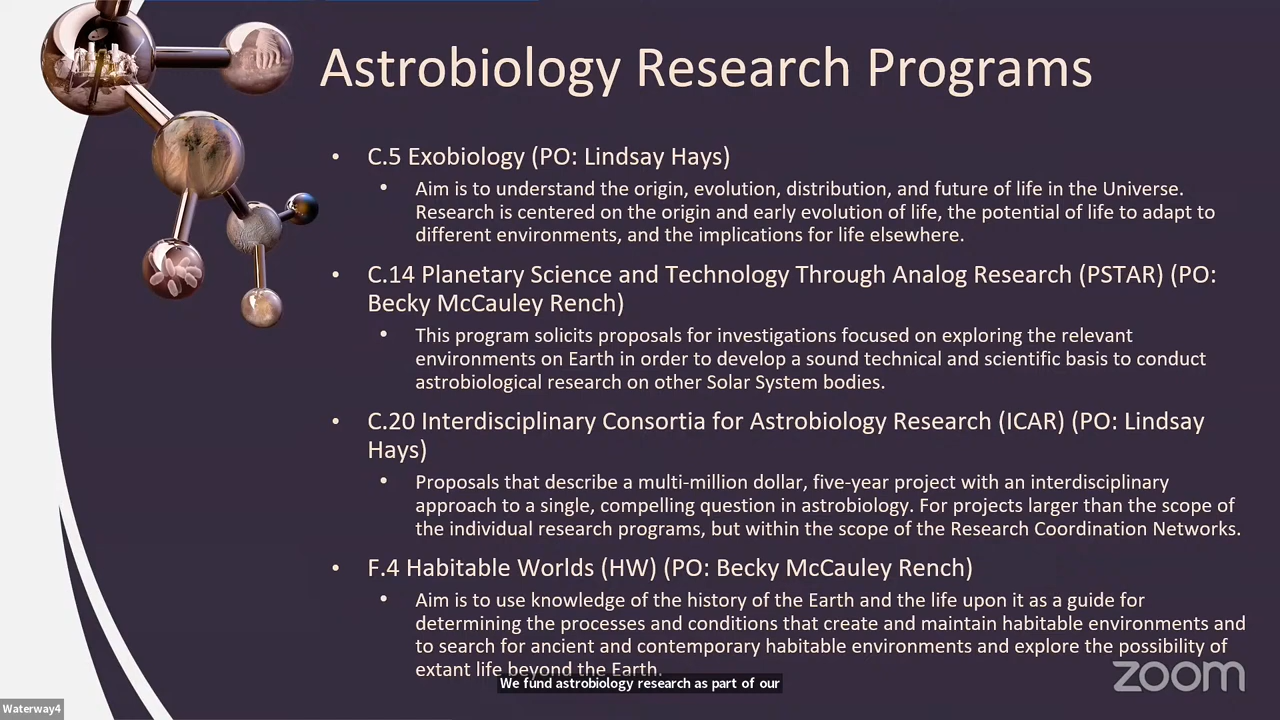 Astrobiology Research Programs
• C.5 Exobiology (PO: Lindsay Hays)
• Aim is to understand the origin, evolution, distribution, and future of life in the Universe.
Research is centered on the origin and early evolution of life, the potential of life to adapt to
different environments, and the implications for life elsewhere.
• C.14 Planetary Science and Technology Through Analog Research (PSTAR) (PO:
Becky McCauley Rench)
• This program solicits proposals for investigations focused on exploring the relevant
environments on Earth in order to develop a sound technical and scientific basis to conduct
astrobiological research on other Solar System bodies.
• C.20 Interdisciplinary Consortia for Astrobiology Research (ICAR) (PO: Lindsay
Hays)
• Proposals that describe a multi-million dollar, five-year project with an interdisciplinary
approach to a single, compelling question in astrobiology. For projects larger than the scope of
the individual research programs, but within the scope of the Research Coordination Networks.
• F.4 Habitable Worlds (HW) (PO: Becky McCauley Rench)
• Aim is to use knowledge of the history of the Earth and the life upon it as a guide for
determining the processes and conditions that create and maintain habitable environments and
to search for ancient and contemporary habitable environments and explore the possibility of
extant life beyond the Earth.
We fund astrobiology research as part of our
zoom
Waterway4